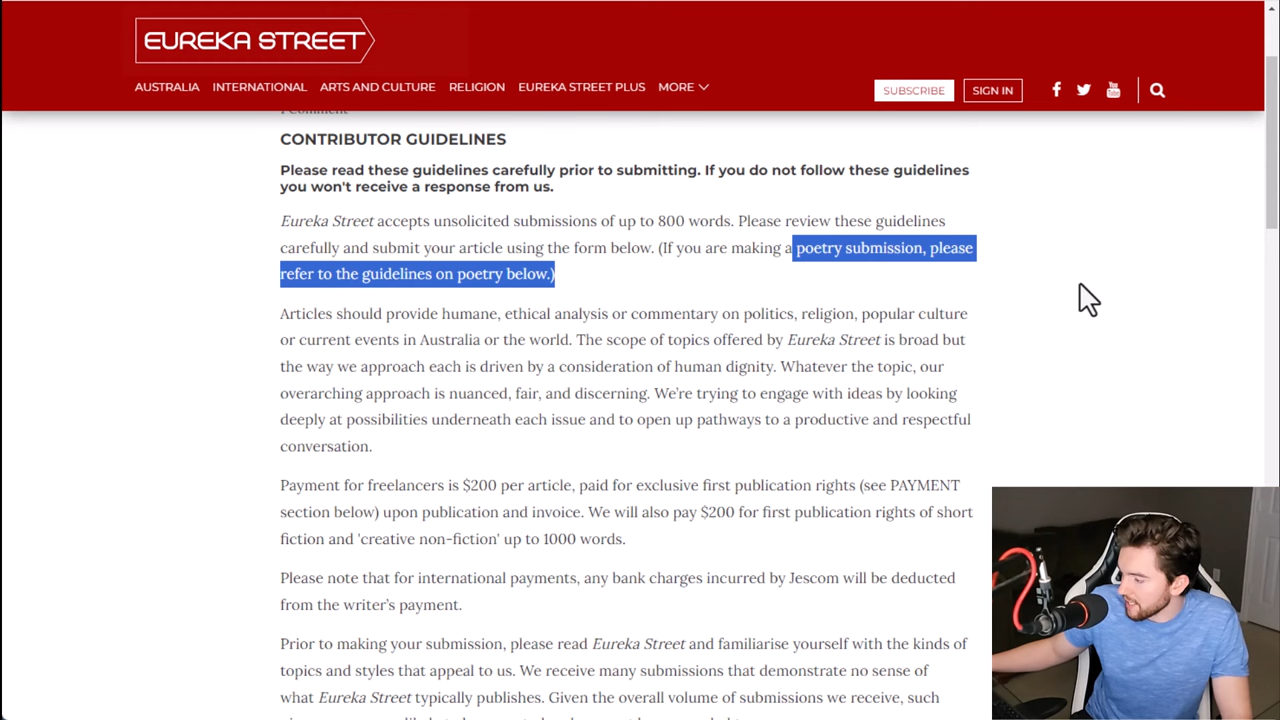 EUREKA STREET
AUSTRALIA INTERNATIONAL ARTS AND CULTURE RELIGION EUREKA STREET PLUS MORE SUBSCRIBE SIGN IN
CONTRIBUTOR GUIDELINES
Please read these guidelines carefully prior to submitting. If you do not follow these guidelines
you won't receive a response from us.
Eureka Street accepts unsolicited submissions of up to 800 words. Please review these guidelines
carefully and submit your article using the form below. (If you are making a poetry submission, please
refer to the guidelines on poetry below.)
Articles should provide humane, ethical analysis or commentary on politics, religion, popular culture
or current events in Australia or the world. The scope of topics offered by Eureka Street is broad but
the way we approach each is driven by a consideration of human dignity. Whatever the topic, our
overarching approach is nuanced, fair, and discerning. We’re trying to engage with ideas by looking
deeply at possibilities underneath each issue and to open up pathways to a productive and respectful
conversation.
Payment for freelancers is $200 per article, paid for exclusive first publication rights (see PAYMENT
section below) upon publication and invoice. We will also pay $200 for first publication rights of short
fiction and 'creative non-fiction' up to 1000 words.
Please note that for international payments, any bank charges incurred by Jescom will be deducted
from the writer’s payment.
Prior to making your submission, please read Eureka Street and familiarise yourself with the kinds of
topics and styles that appeal to us. We receive many submissions that demonstrate no sense of
what Eureka Street typically publishes. Given the overall volume of submissions we receive, such